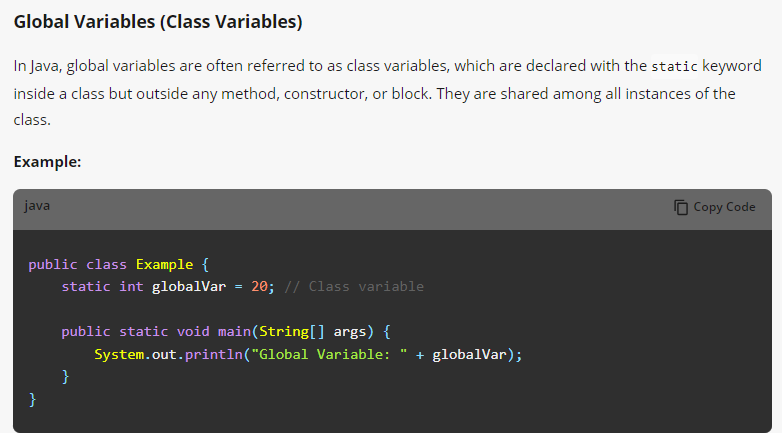 Global Variables (Class Variables)
In Java, global variables are often referred to as class variables, which are declared with the static keyword
inside a class but outside any method, constructor, or block. They are shared among all instances of the
class.
Example:
java
Copy Code
public class Example {
    static int globalVar = 20; // Class variable
    public static void main(String[] args) {
        System.out.println("Global Variable: " + globalVar);
    }
}